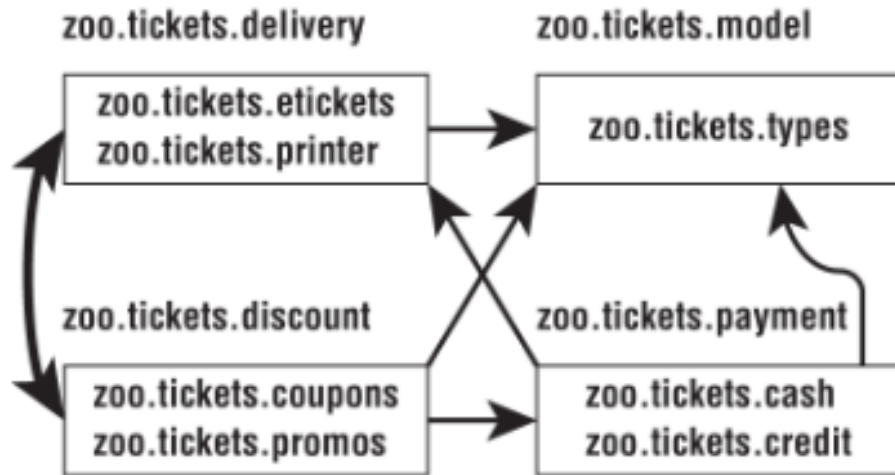 zoo.tickets.delivery
zoo.tickets.etickets
zoo.tickets.printer
zoo.tickets.model
zoo.tickets.types
zoo.tickets.discount
zoo.tickets.coupons
zoo.tickets.promos
zoo.tickets.payment
zoo.tickets.cash
zoo.tickets.credit